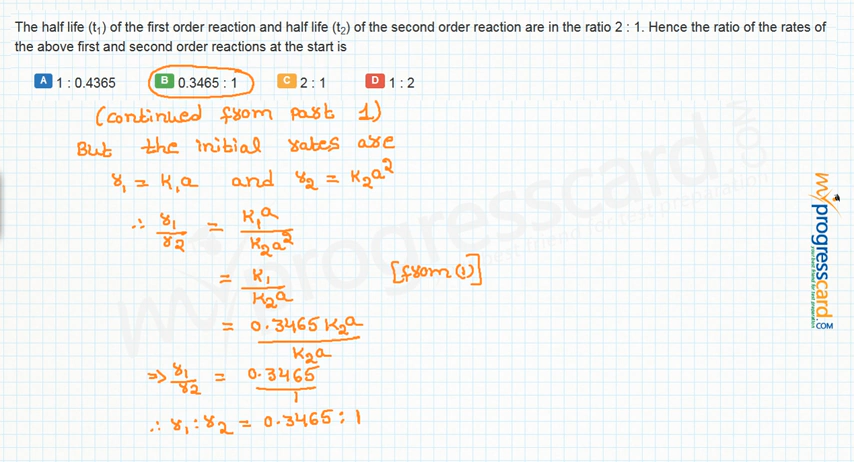 The half life (t₁) of the first order reaction and half life (t₂) of the second order reaction are in the ratio 2 : 1. Hence the ratio of the rates of
the above first and second order reactions at the start is
A 1 : 0.4365 B 0.3465 : 1 C 2 : 1 D 1 : 2
(continued from part 1)
But the initial rates are
r₁ = K₁a and r₂ = K₂a²
∴ r₁/r₂ = K₁a/K₂a²
= K₁/K₂a [from (1)]
= 0.3465 K₂a/K₂a
⇒ r₁/r₂ = 0.3465/1
∴ r₁ : r₂ = 0.3465 : 1
myprogresscard
.COM
myprogresscard